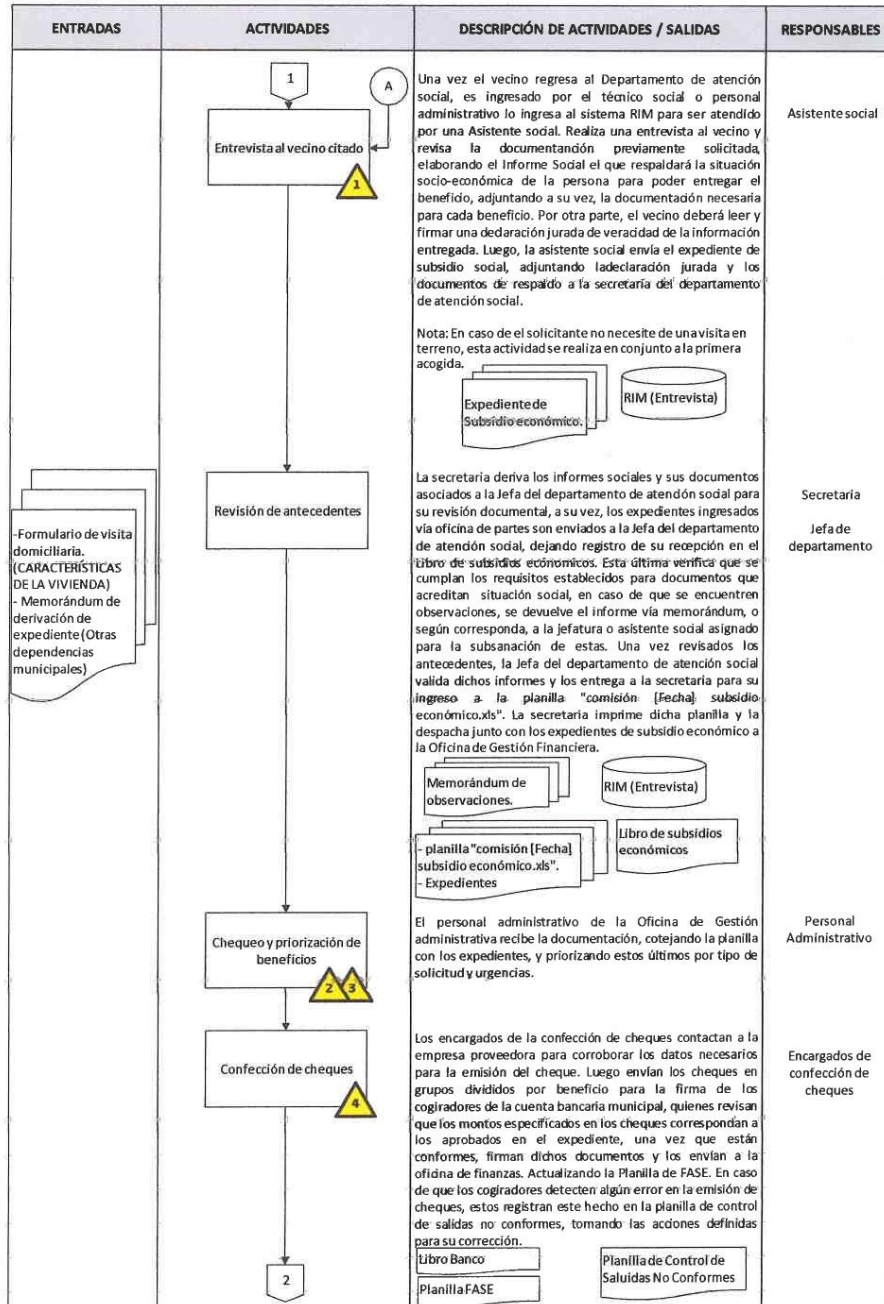 ENTRADAS
ACTIVIDADES
DESCRIPCIÓN DE ACTIVIDADES / SALIDAS
RESPONSABLES
1
A
Entrevista al vecino citado
1
Una vez el vecino regresa al Departamento de atención
social, es ingresado por el técnico social o personal
administrativo lo ingresa al sistema RIM para ser atendido
por una Asistente social. Realiza una entrevista al vecino y
revisa la documentanción previamente solicitada,
elaborando el Informe Social el que respaldará la situación
socio-económica de la persona para poder entregar el
beneficio, adjuntando a su vez, la documentación necesaria
para cada beneficio. Por otra parte, el vecino deberá leer y
firmar una declaración jurada de veracidad de la información
entregada. Luego, la asistente social envía el expediente de
subsidio social, adjuntando ladeclaración jurada y los
documentos de respaldo a la secretaría del departamento
de atención social.
Nota: En caso de el solicitante no necesite de una visita en
terreno, esta actividad se realiza en conjunto a la primera
acogida.
Expediente de
Subsidio económico.
RIM (Entrevista)
Asistente social
-Formulario de visita
domiciliaria.
(CARACTERÍSTICAS
DE LA VIVIENDA)
- Memorándum de
derivación de
expediente (Otras
dependencias
municipales)
Revisión de antecedentes
La secretaria deriva los informes sociales y sus documentos
asociados a la Jefa del departamento de atención social para
su revisión documental, a su vez, los expedientes ingresados
vía oficina de partes son enviados a la Jefa del departamento
de atención social, dejando registro de su recepción en el
Libro de subsidios económicos. Esta última verifica que se
cumplan los requisitos establecidos para documentos que
acreditan situación social, en caso de que se encuentren
observaciones, se devuelve el informe vía memorándum, o
según corresponda, a la jefatura o asistente social asignado
para la subsanación de estas. Una vez revisados los
antecedentes, la Jefa del departamento de atención social
valida dichos informes y los entrega a la secretaria para su
ingreso a la planilla "comisión [Fecha] subsidio
económico.xls". La secretaria imprime dicha planilla y la
despacha junto con los expedientes de subsidio económico a
la Oficina de Gestión Financiera.
Memorándum de
observaciones.
RIM (Entrevista)
- planilla "comisión [Fecha]
subsidio económico.xls".
- Expedientes
Libro de subsidios
económicos
Secretaria
Jefa de
departamento
Chequeo y priorización de
beneficios
2
3
El personal administrativo de la Oficina de Gestión
administrativa recibe la documentación, cotejando la planilla
con los expedientes, y priorizando estos últimos por tipo de
solicitud y urgencias.
Personal
Administrativo
Confección de cheques
4
Los encargados de la confección de cheques contactan a la
empresa proveedora para corroborar los datos necesarios
para la emisión del cheque. Luego envían los cheques en
grupos divididos por beneficio para la firma de los
cogiradores de la cuenta bancaria municipal, quienes revisan
que los montos especificados en los cheques correspondan a
los aprobados en el expediente, una vez que están
conformes, firman dichos documentos y los envían a la
oficina de finanzas. Actualizando la Planilla de FASE. En caso
de que los cogiradores detecten algún error en la emisión de
cheques, estos registran este hecho en la planilla de control
de salidas no conformes, tomando las acciones definidas
para su corrección.
Libro Banco
Planilla FASE
Planilla de Control de
Saluidas No Conformes
Encargados de
confección de
cheques
2